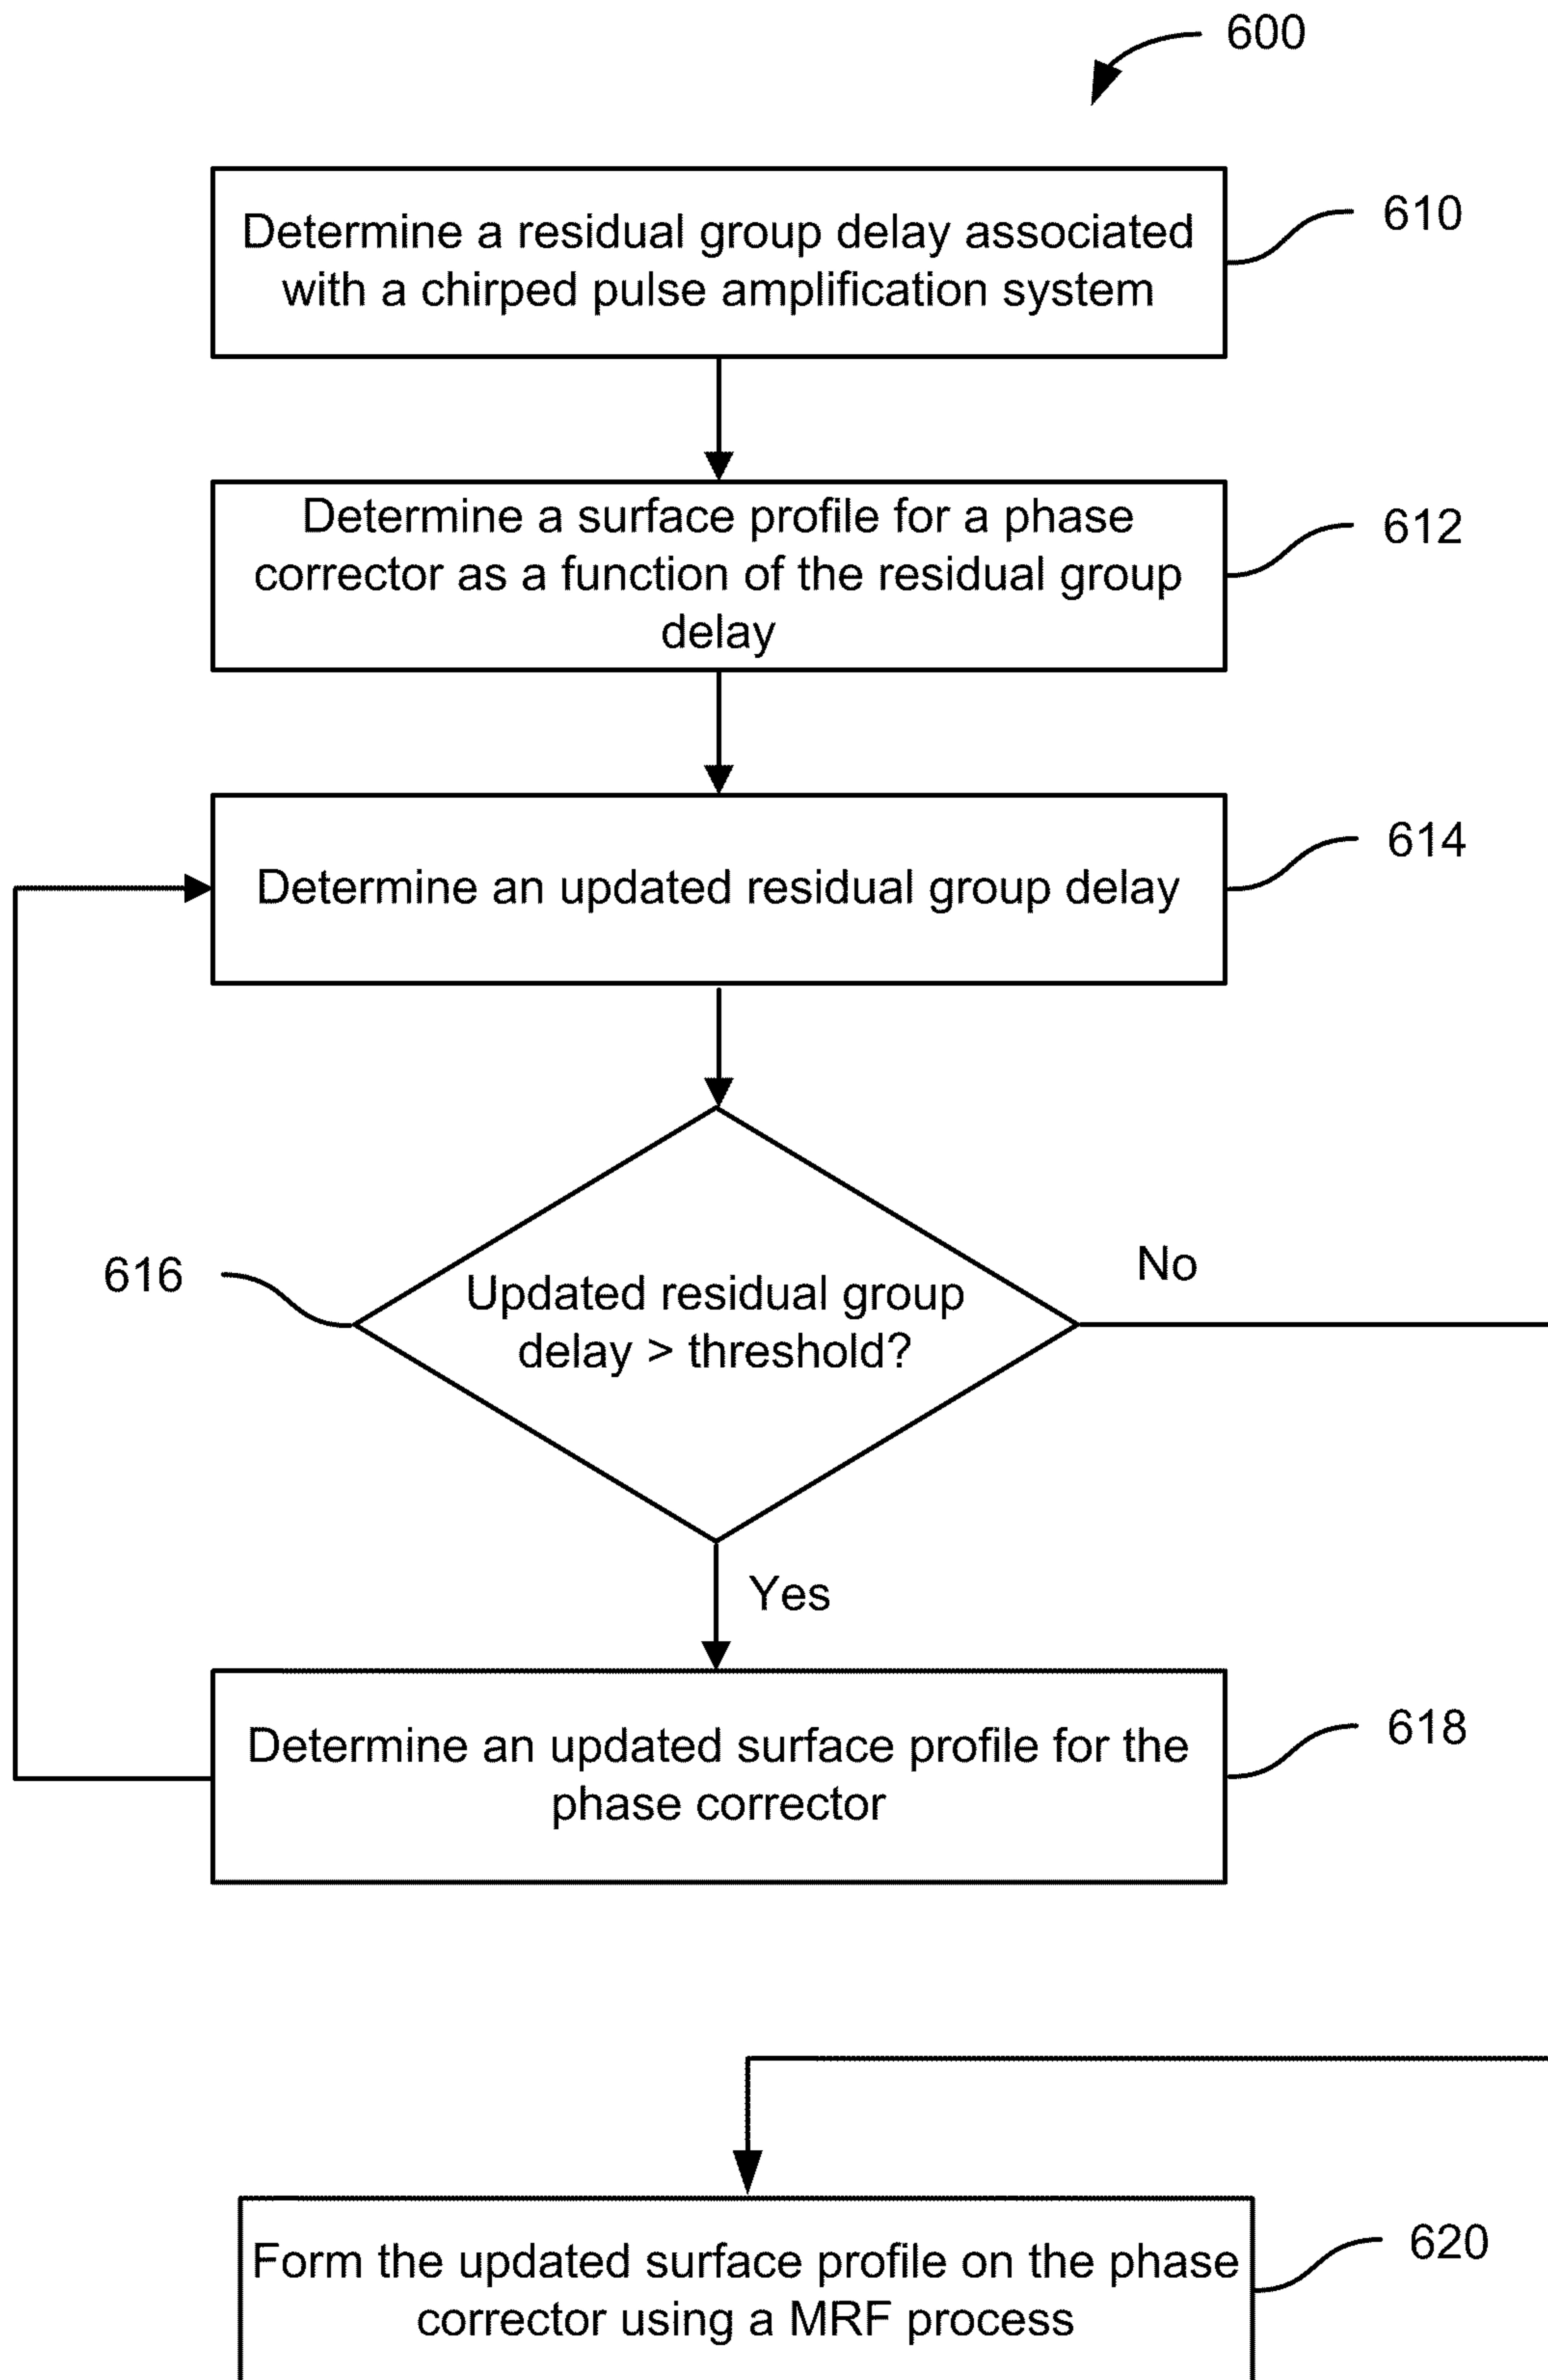 600
Determine a residual group delay associated
with a chirped pulse amplification system
610
Determine a surface profile for a phase
corrector as a function of the residual group
delay
612
Determine an updated residual group delay
614
Updated residual group
delay > threshold?
616
No
Yes
Determine an updated surface profile for the
phase corrector
618
Form the updated surface profile on the phase
corrector using a MRF process
620